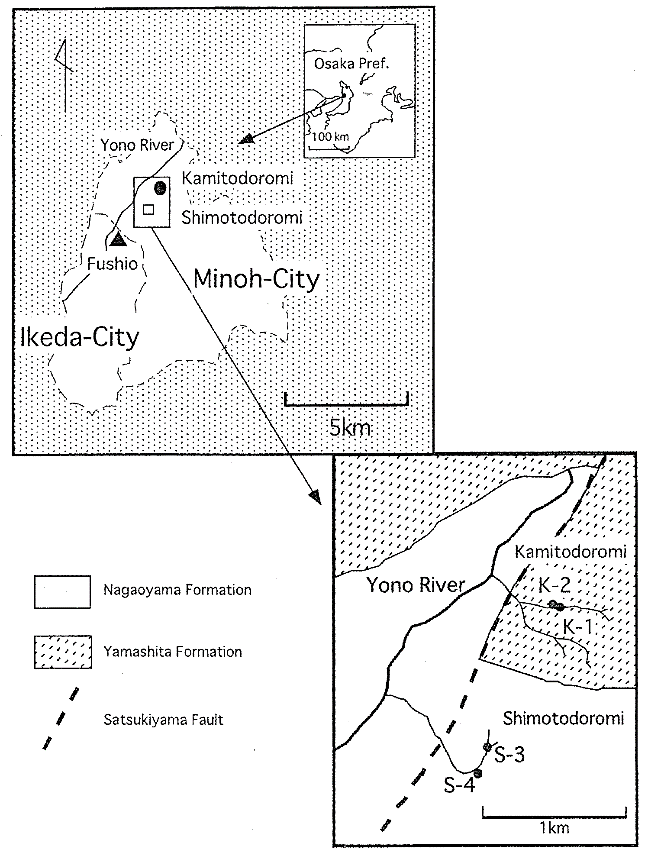 Osaka Pref.
100 km
Yono River
Kamitodoromi
Shimotodoromi
Fushio
Minoh-City
Ikeda-City
5km
Kamitodoromi
Yono River
K-2
K-1
Nagaoyama Formation
Yamashita Formation
Satsukiyama Fault
Shimotodoromi
S-3
S-4
1km